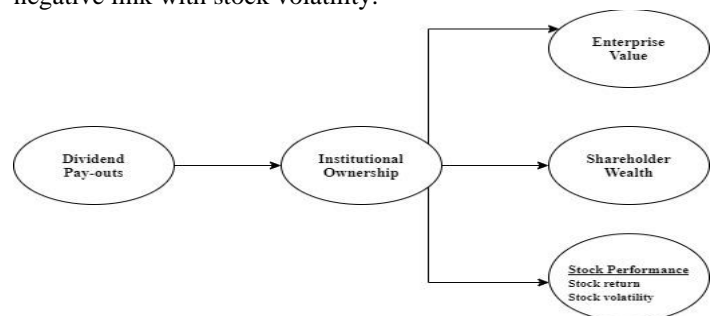 negative link with stock volatility.
Enterprise
Value
Dividend
Pay-outs
Institutional
Ownership
Shareholder
Wealth
Stock Performance
Stock return
Stock volatility